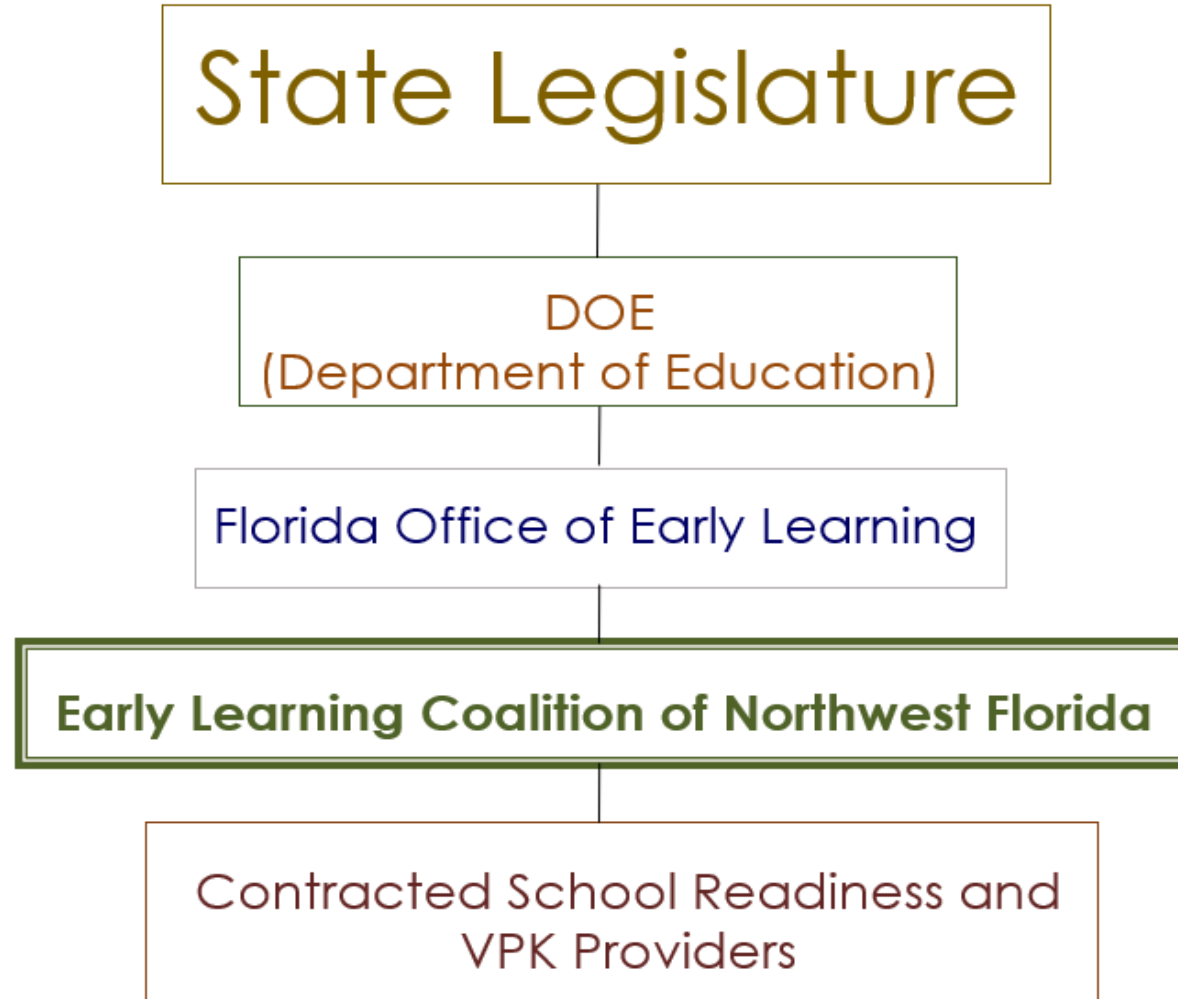 State Legislature
DOE
(Department of Education)
Florida Office of Early Learning
Early Learning Coalition of Northwest Florida
Contracted School Readiness and
VPK Providers